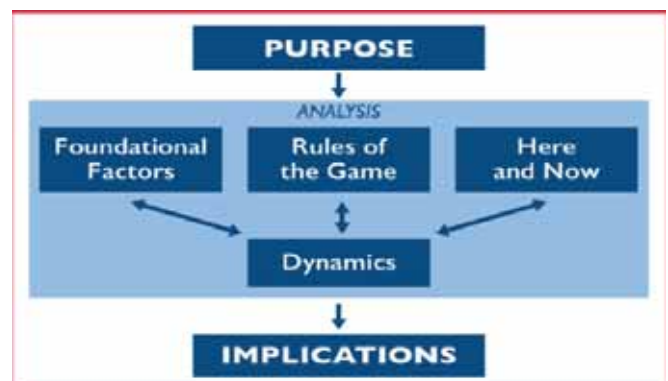 PURPOSE
ANALYSIS
Foundational
Factors
Rules of
the Game
Here
and Now
Dynamics
IMPLICATIONS